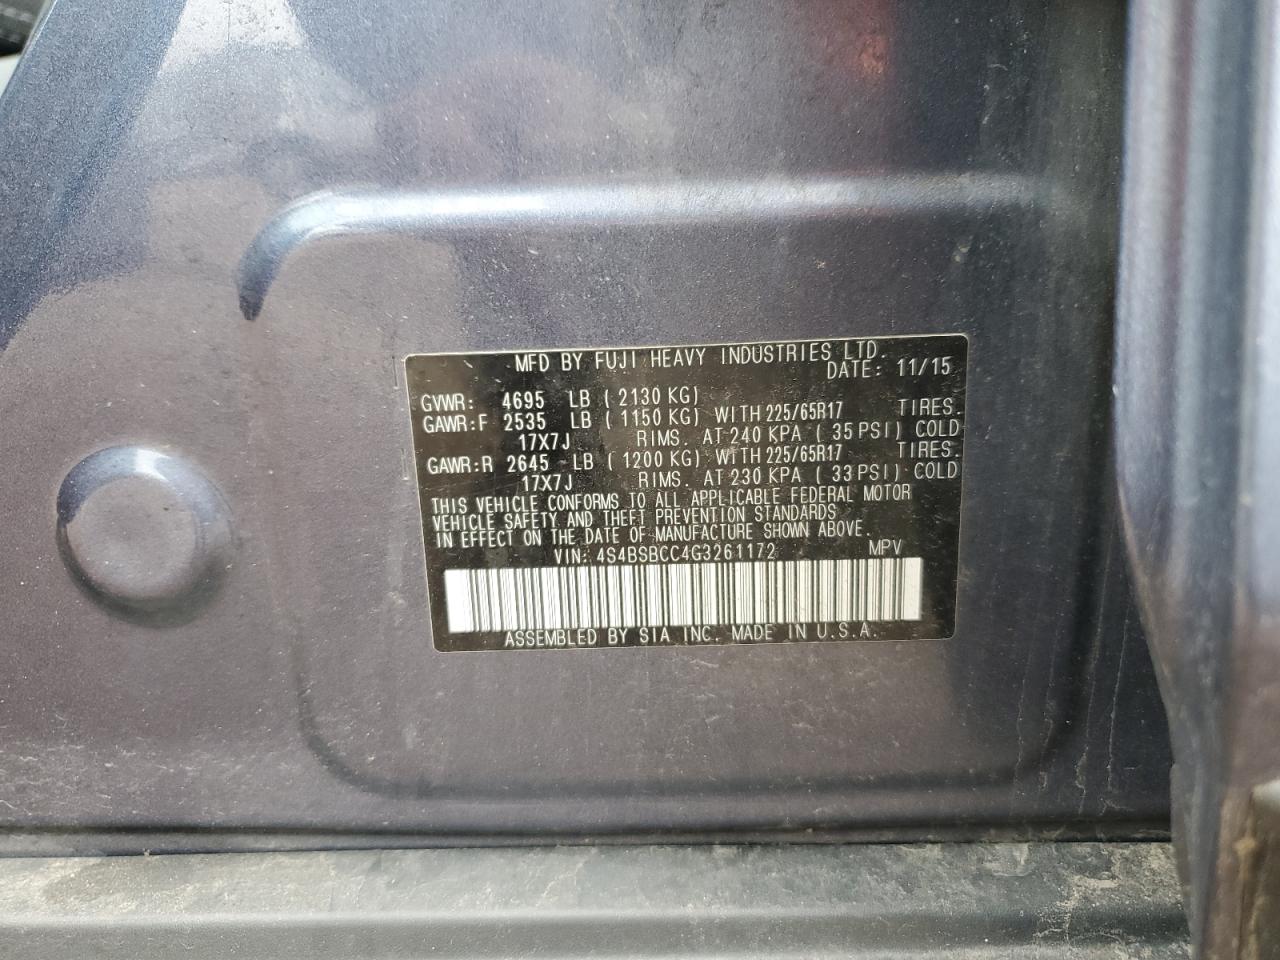 MFD BY FUJI HEAVY INDUSTRIES LTD.
DATE: 11/15
GVWR: 4695 LB ( 2130 KG)
GAWR:F 2535 LB ( 1150 KG) WITH 225/65R17 TIRES.
17X7J RIMS. AT 240 KPA ( 35 PSI) COLD
GAWR:R 2645 LB ( 1200 KG) WITH 225/65R17 TIRES.
17X7J RIMS. AT 230 KPA ( 33 PSI) COLD
THIS VEHICLE CONFORMS TO ALL APPLICABLE FEDERAL MOTOR
VEHICLE SAFETY AND THEFT PREVENTION STANDARDS
IN EFFECT ON THE DATE OF MANUFACTURE SHOWN ABOVE.
VIN: 4S4BSBCC4G3261172 MPV
ASSEMBLED BY SIA INC. MADE IN U.S.A.